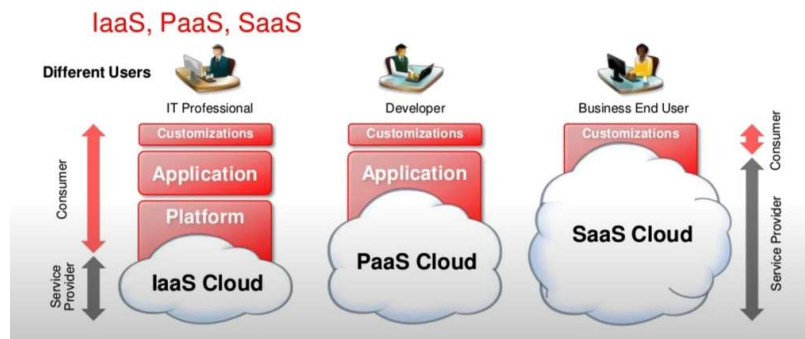 IaaS, PaaS, SaaS
Different Users
IT Professional
Developer
Business End User
Customizations
Customizations
Customizations
Application
Application
Platform
IaaS Cloud
PaaS Cloud
SaaS Cloud
Consumer
Service
Provider
Consumer
Service Provider